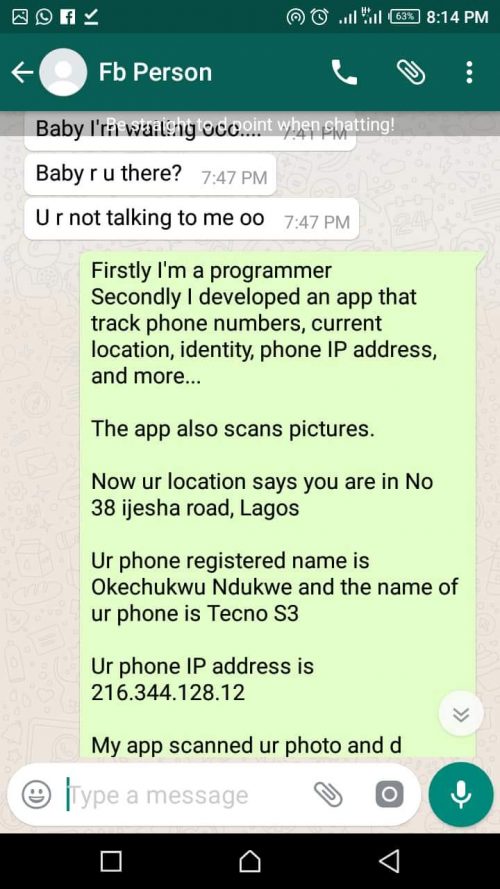 63% 8:14 PM
Fb Person
Be straight to d point when chatting!
Baby I'm waiting ooo.... 7:41 PM
Baby r u there? 7:47 PM
U r not talking to me oo 7:47 PM
Firstly I'm a programmer
Secondly I developed an app that
track phone numbers, current
location, identity, phone IP address,
and more...
The app also scans pictures.
Now ur location says you are in No
38 ijesha road, Lagos
Ur phone registered name is
Okechukwu Ndukwe and the name of
ur phone is Tecno S3
Ur phone IP address is
216.344.128.12
My app scanned ur photo and d
Type a message